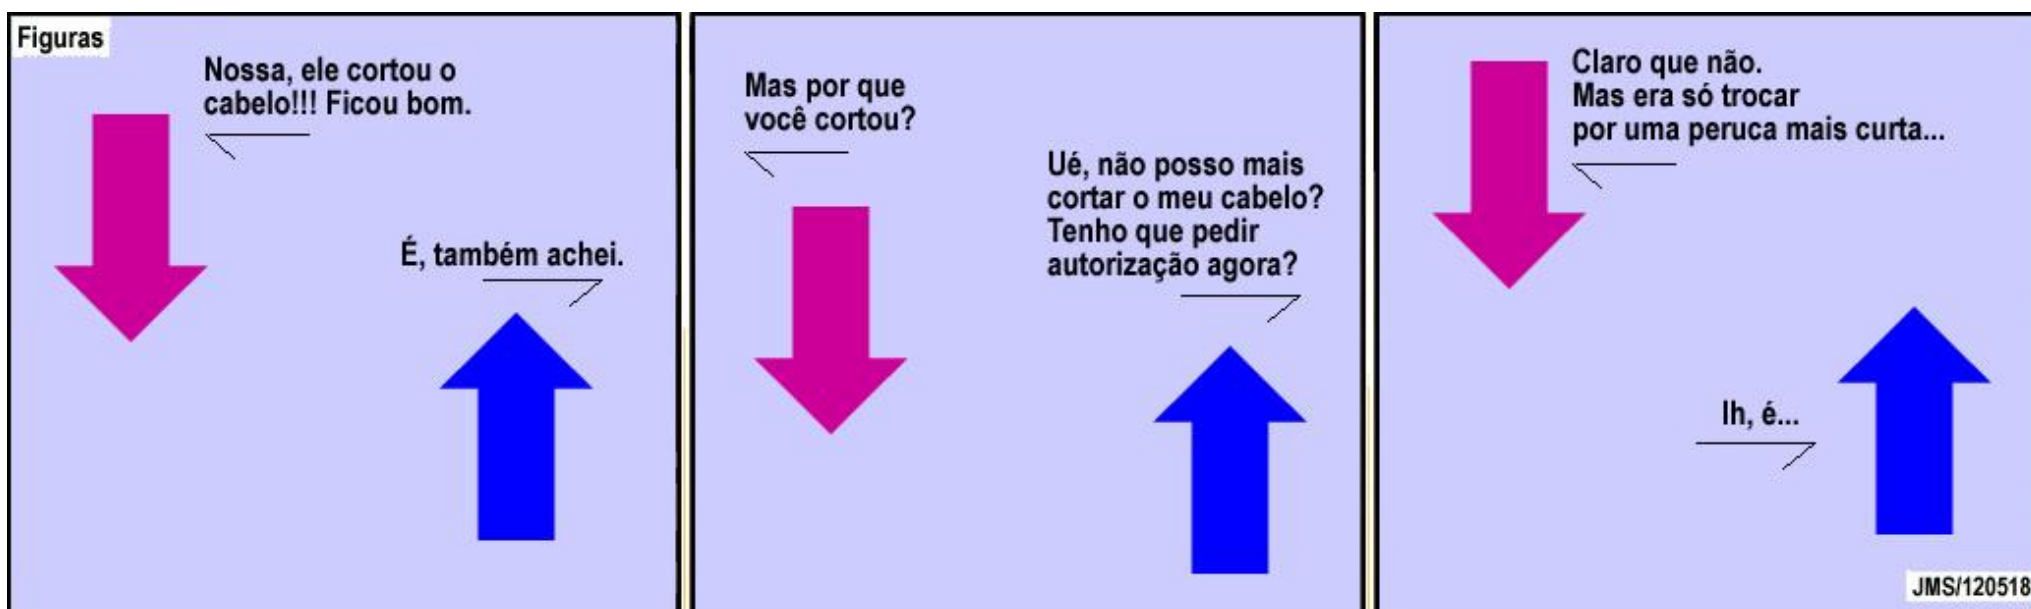 Figuras
Nossa, ele cortou o
cabelo!!! Ficou bom.
É, também achei.
Mas por que
você cortou?
Ué, não posso mais
cortar o meu cabelo?
Tenho que pedir
autorização agora?
Claro que não.
Mas era só trocar
por uma peruca mais curta...
Ih, é...
JMS/120518